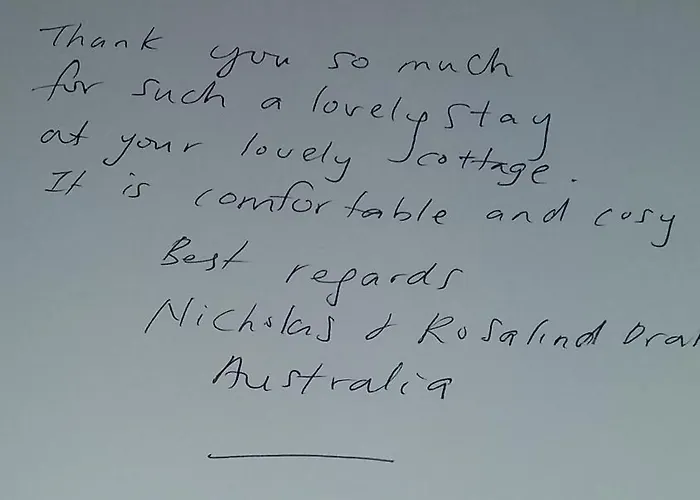 Thank you so much
for such a lovely stay
at your lovely cottage.
It is comfortable and cosy
Best regards
Nicholas & Rosalind
Australia